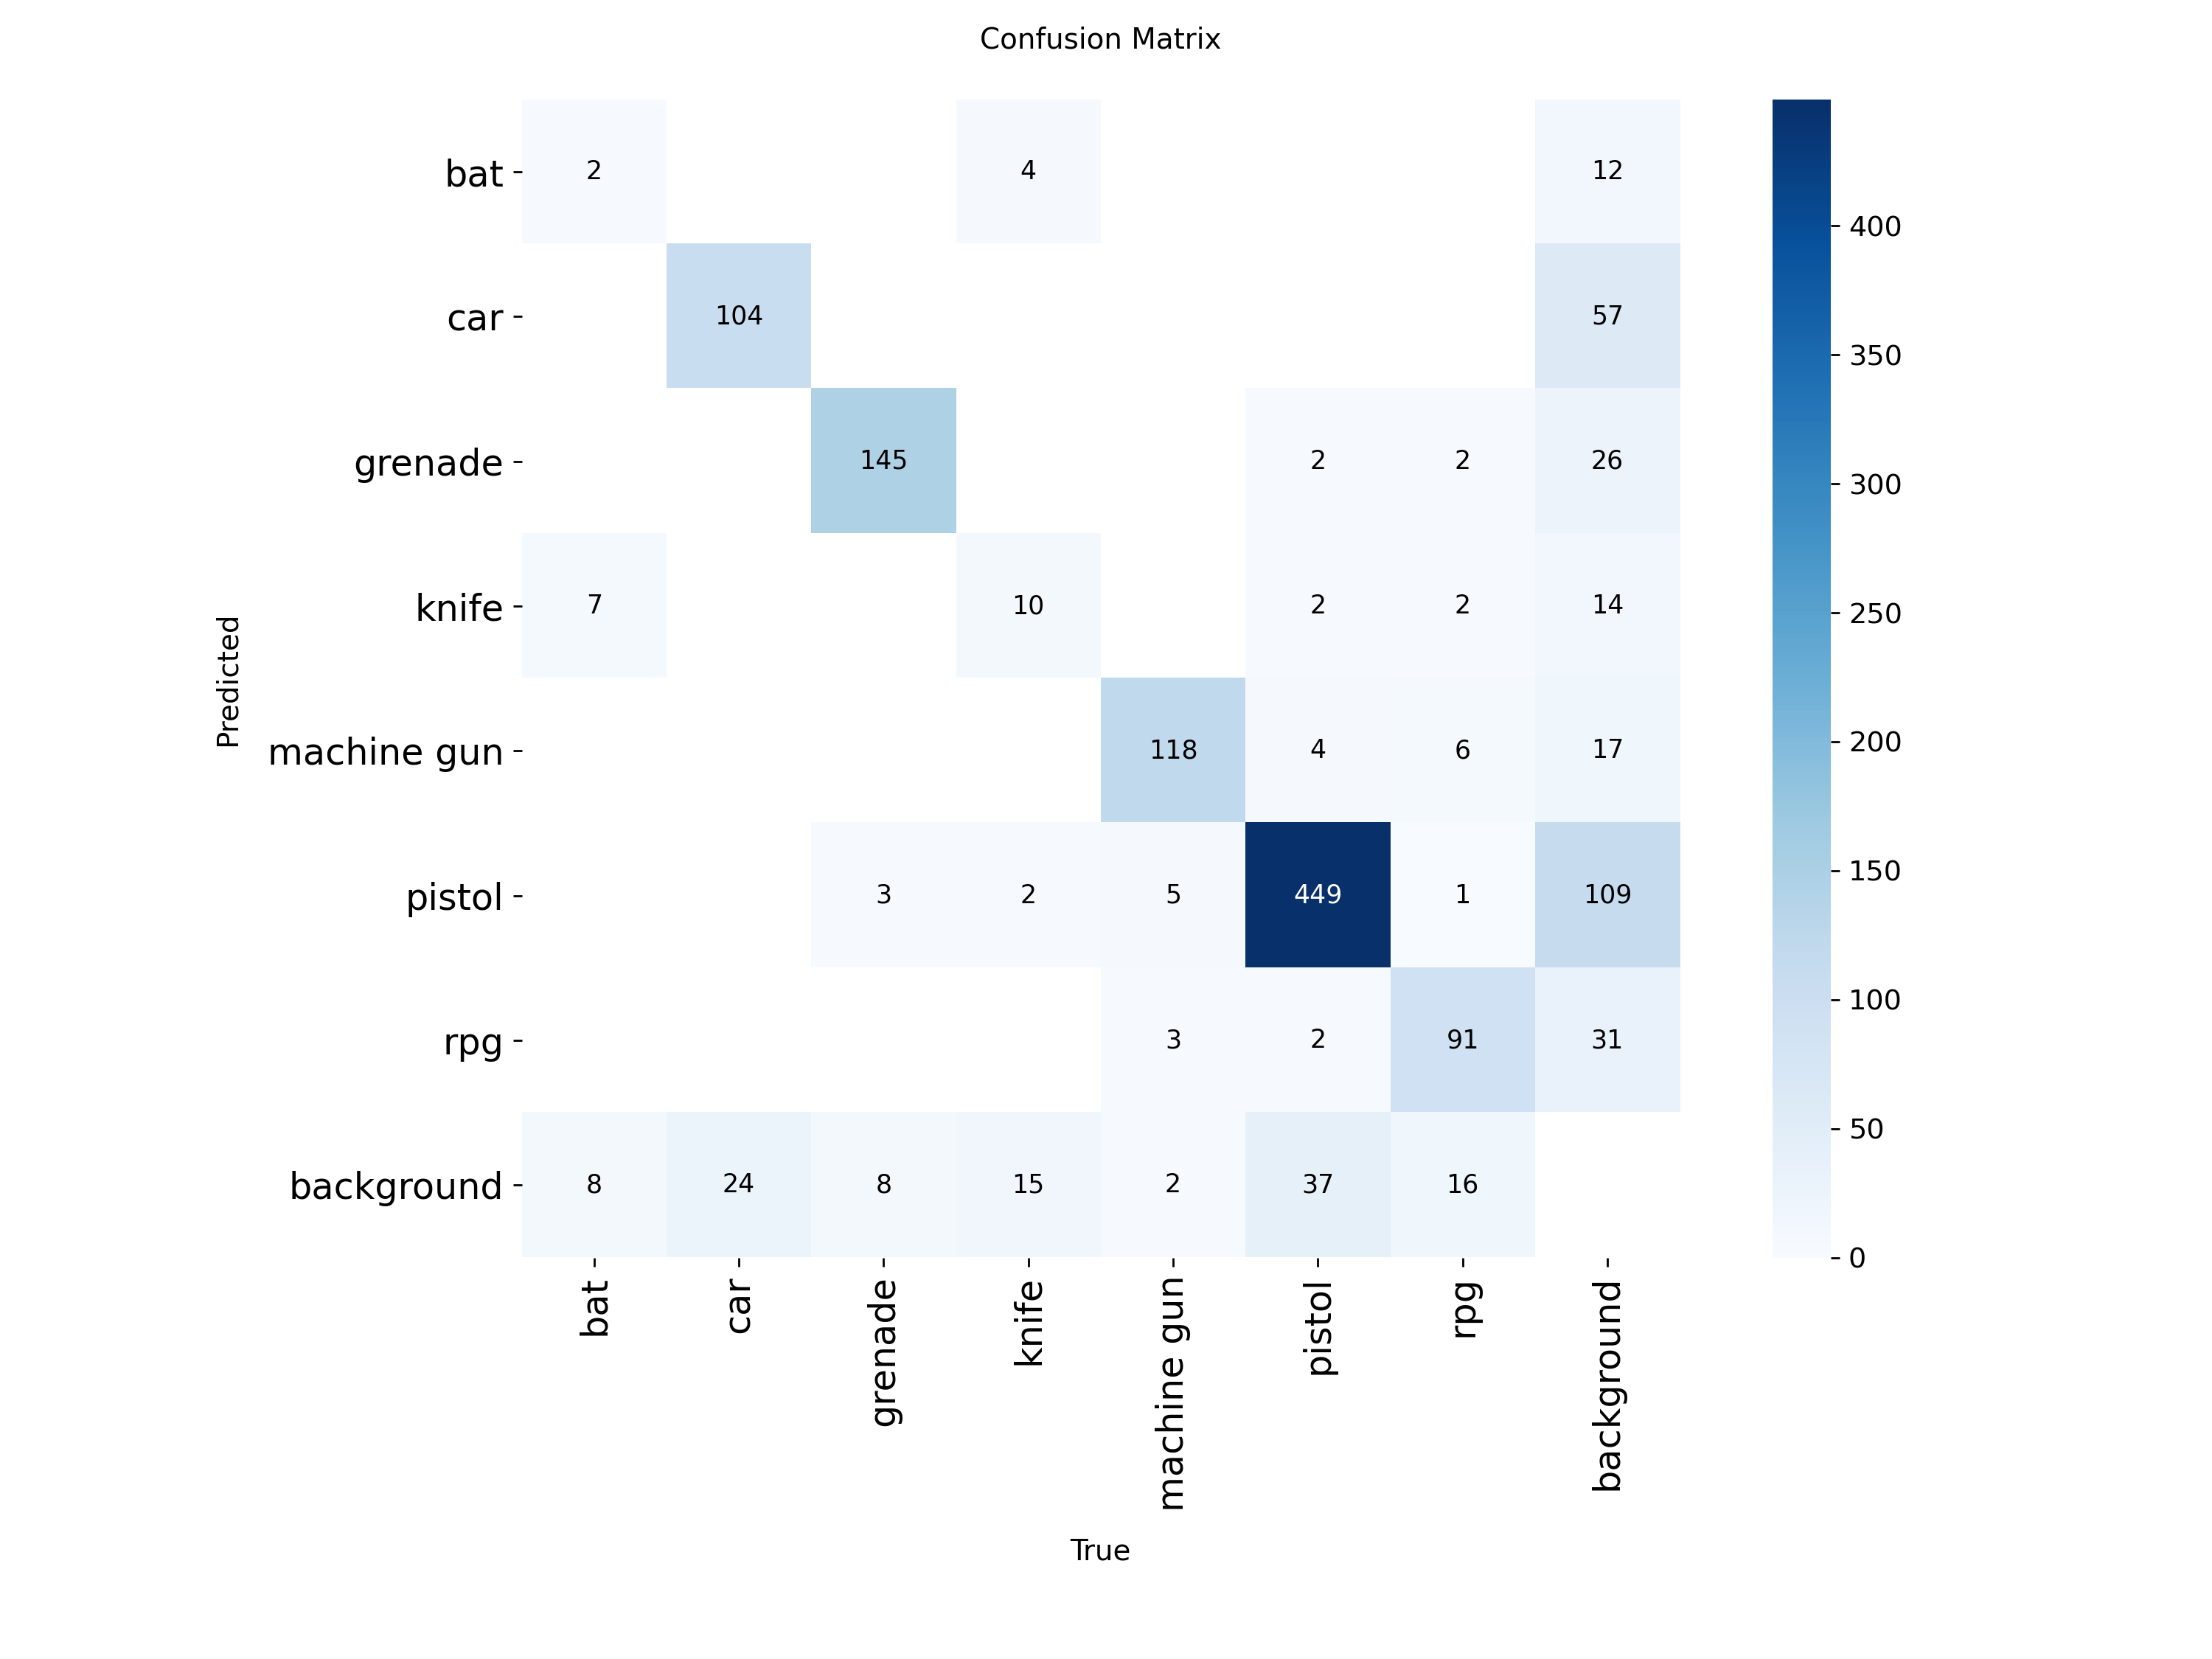 Confusion Matrix
bat 2 4 12
car 104 57
grenade 145 2 2 26
knife 7 10 2 2 14
machine gun 118 4 6 17
pistol 3 2 5 449 1 109
rpg 3 2 91 31
background 8 24 8 15 2 37 16
Predicted
bat car grenade knife machine gun pistol rpg background
True
400
350
300
250
200
150
100
50
0